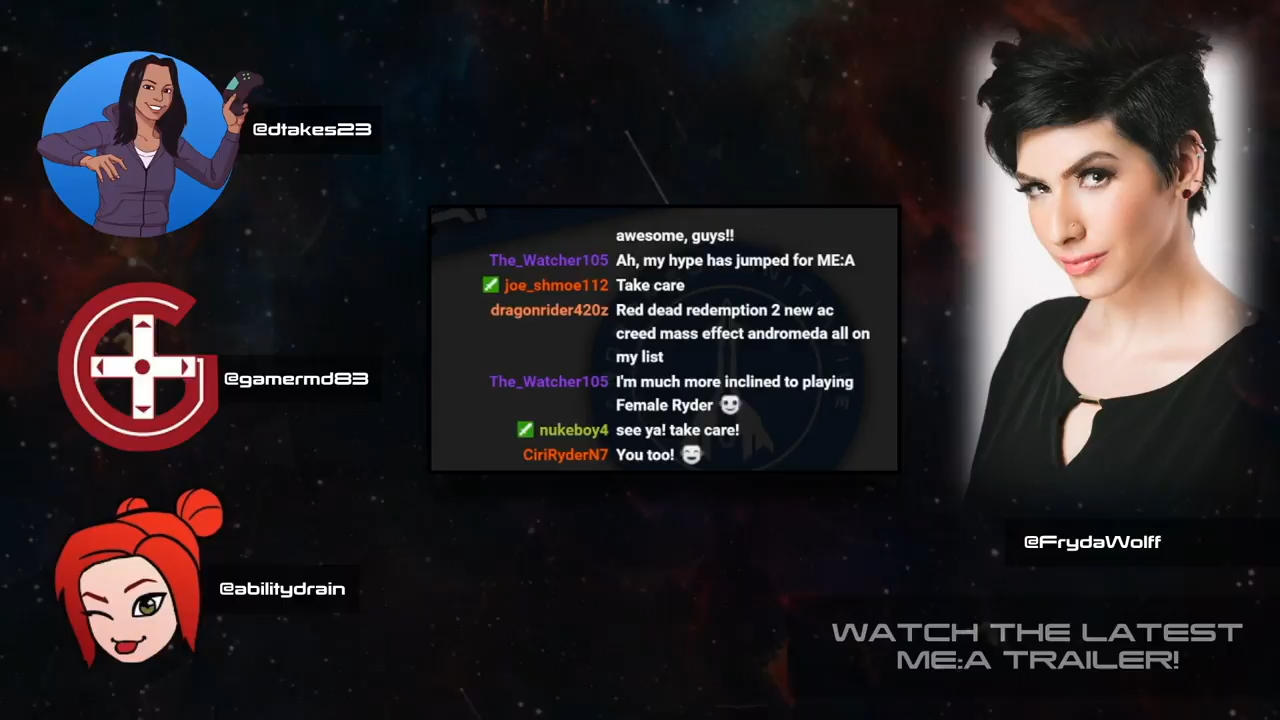 @dtakes23
@gamermd83
@abilitydrain
awesome, guys!!
The_Watcher105 Ah, my hype has jumped for ME:A
joe_shmoe112 Take care
dragonrider420z Red dead redemption 2 new ac
creed mass effect andromeda all on
my list
The_Watcher105 I'm much more inclined to playing
Female Ryder
nukeboy4 see ya! take care!
CiriRyderN7 You too!
@FrydaWolff
WATCH THE LATEST
ME:A TRAILER!